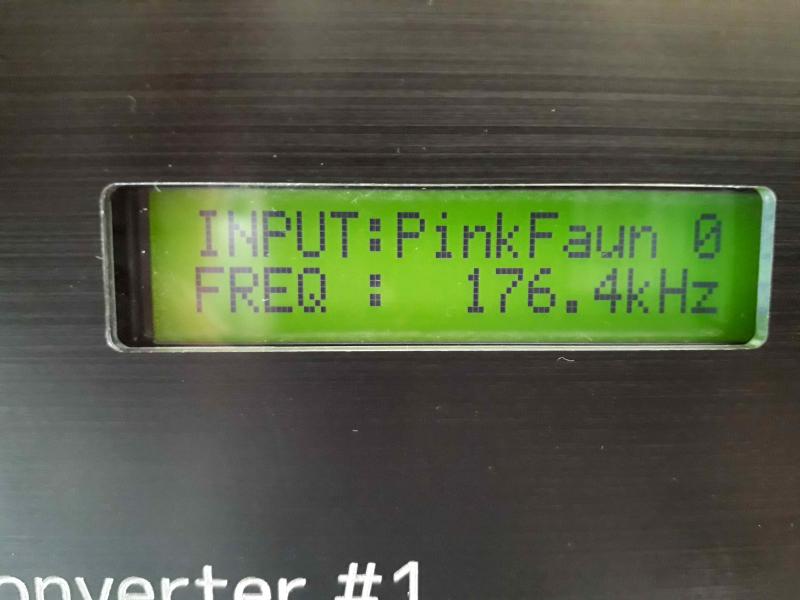 INPUT:PinkFaun 0
FREQ : 176.4kHz
onverter #1